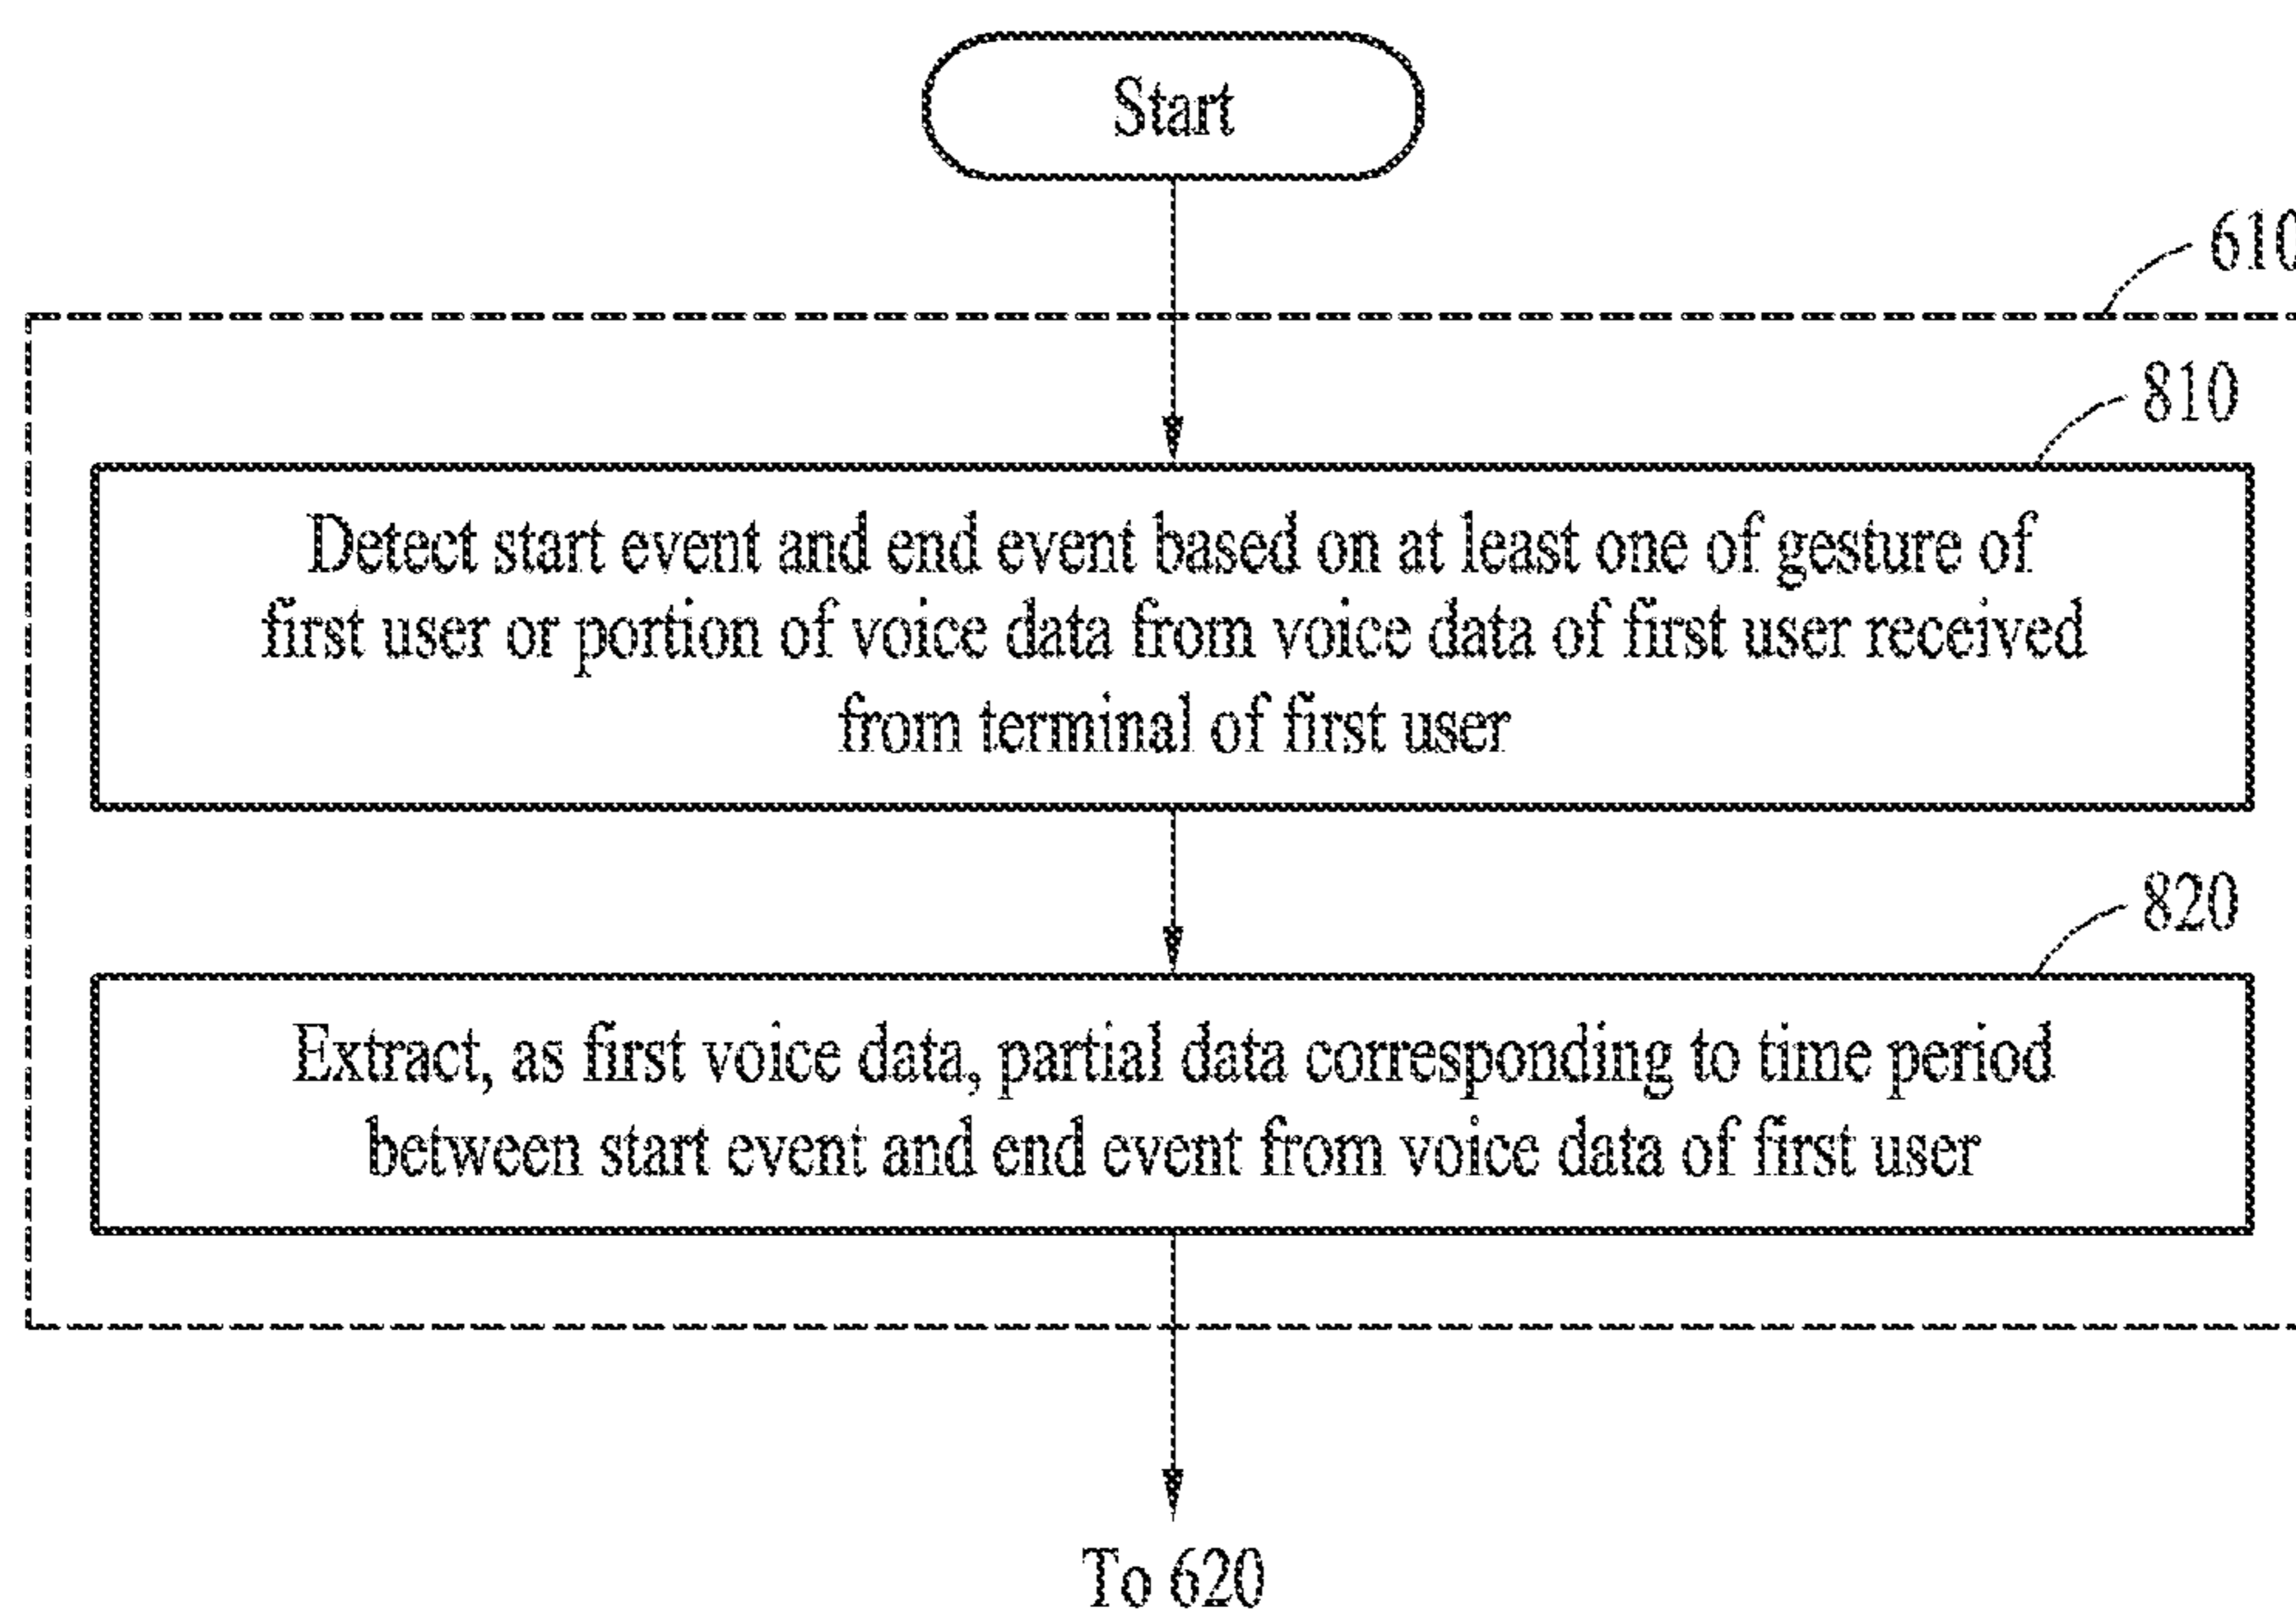 Start
610
810
Detect start event and end event based on at least one of gesture of
first user or portion of voice data from voice data of first user received
from terminal of first user
820
Extract, as first voice data, partial data corresponding to time period
between start event and end event from voice data of first user
To 620